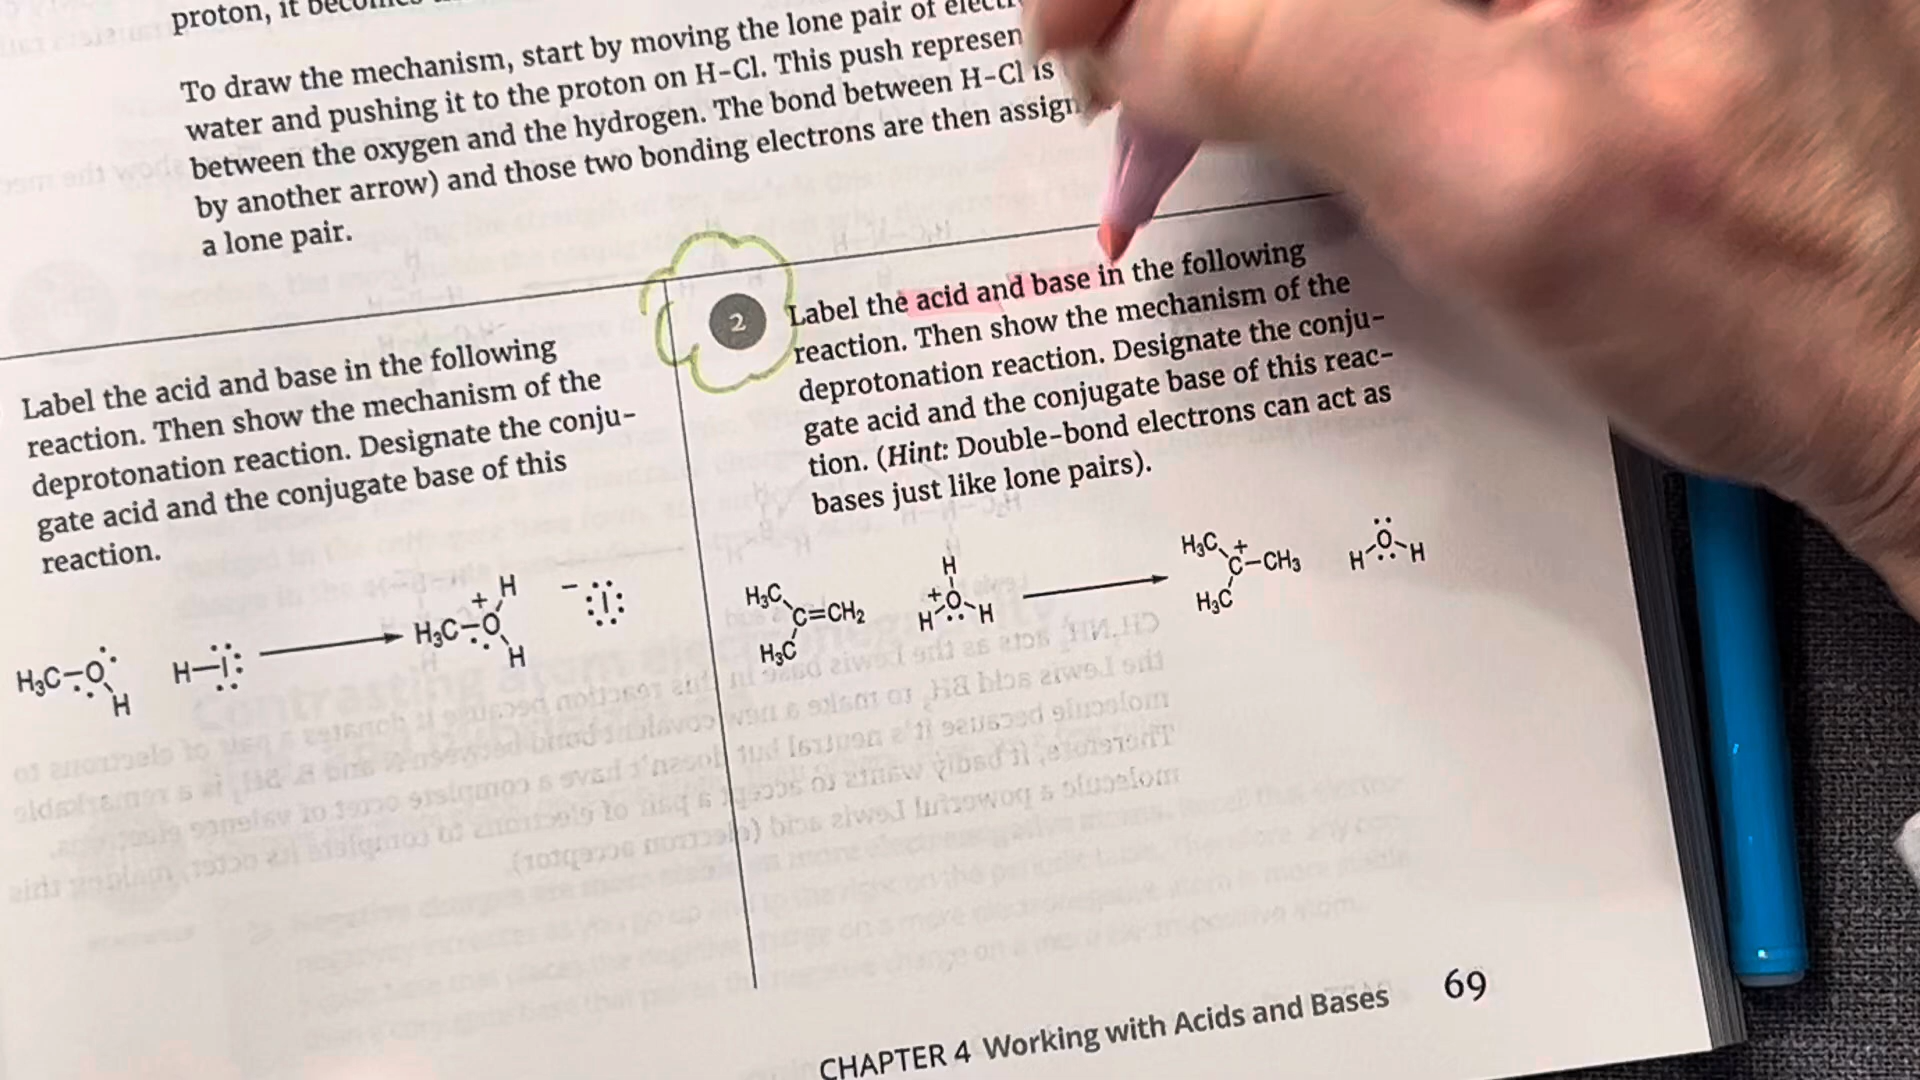 proton, it
To draw the mechanism, start by moving the lone pair of
water and pushing it to the proton on H–Cl. This push
between the oxygen and the hydrogen. The bond between H–Cl is
by another arrow) and those two bonding electrons are then
a lone pair.
Label the acid and base in the following
reaction. Then show the mechanism of the
deprotonation reaction. Designate the conju-
gate acid and the conjugate base of this
reaction.
H₃C–O H H–I H₃C–O+ H H – I
2
Label the acid and base in the following
reaction. Then show the mechanism of the
deprotonation reaction. Designate the conju-
gate acid and the conjugate base of this reac-
tion. (Hint: Double-bond electrons can act as
bases just like lone pairs).
H₃C H₃C C=CH₂ H +O H H H₃C H₃C C+–CH₃ H O H
CHAPTER 4 Working with Acids and Bases 69